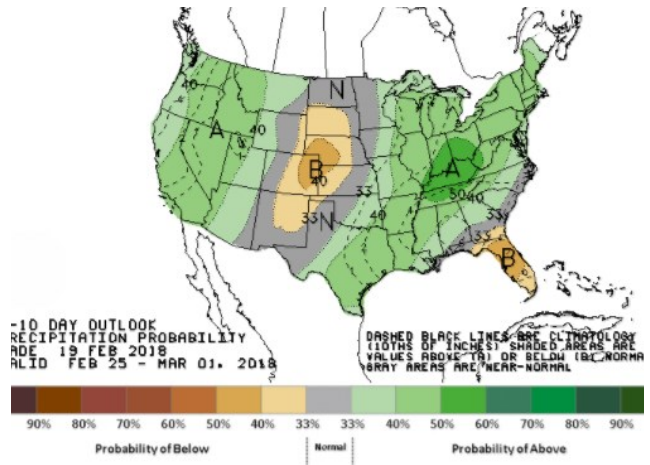 N
40
A
40
B
40
33
33
N
40
A
50
40
33
33
B
-10 DAY OUTLOOK
RECIPITATION PROBABILITY
ADE 19 FEB 2018
ALID FEB 25 - MAR 01, 2018
DASHED BLACK LINES ARE CLIMATOLOGY
(10THS OF INCHES) SHADED AREAS ARE
VALUES ABOVE (A) OR BELOW (B) NORMA
GRAY AREAS ARE NEAR-NORMAL
90% 80% 70% 60% 50% 40% 33% 33% 40% 50% 60% 70% 80% 90%
Probability of Below Normal Probability of Above